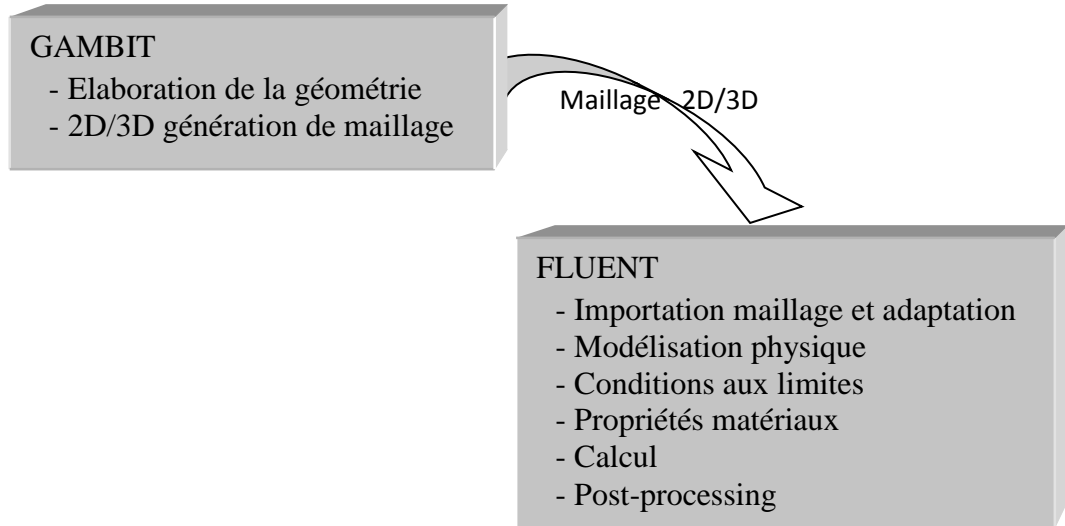 GAMBIT
- Elaboration de la géométrie
- 2D/3D génération de maillage
Maillage 2D/3D
FLUENT
- Importation maillage et adaptation
- Modélisation physique
- Conditions aux limites
- Propriétés matériaux
- Calcul
- Post-processing